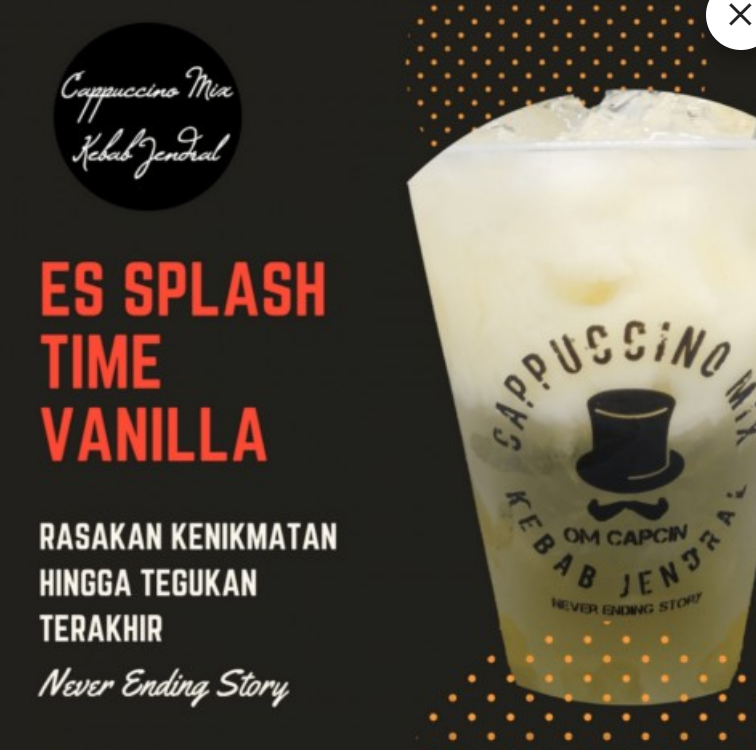 Cappuccino Mix
Kebab Jendral
ES SPLASH
TIME
VANILLA
RASAKAN KENIKMATAN
HINGGA TEGUKAN
TERAKHIR
Never Ending Story
CAPPUCCINO MIX
OM CAPCIN
KEBAB JENDRAL
NEVER ENDING STORY